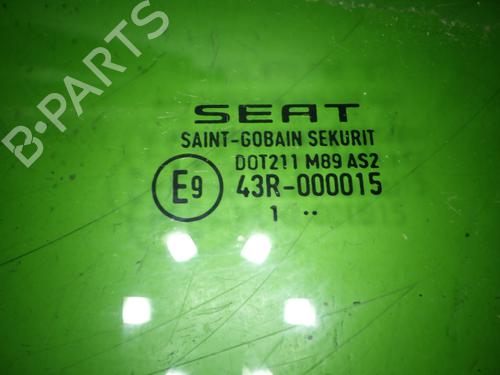 B-PARTS
SEAT
SAINT-GOBAIN SEKURIT
DOT211 M89 AS2
E9 43R-000015
1 ..